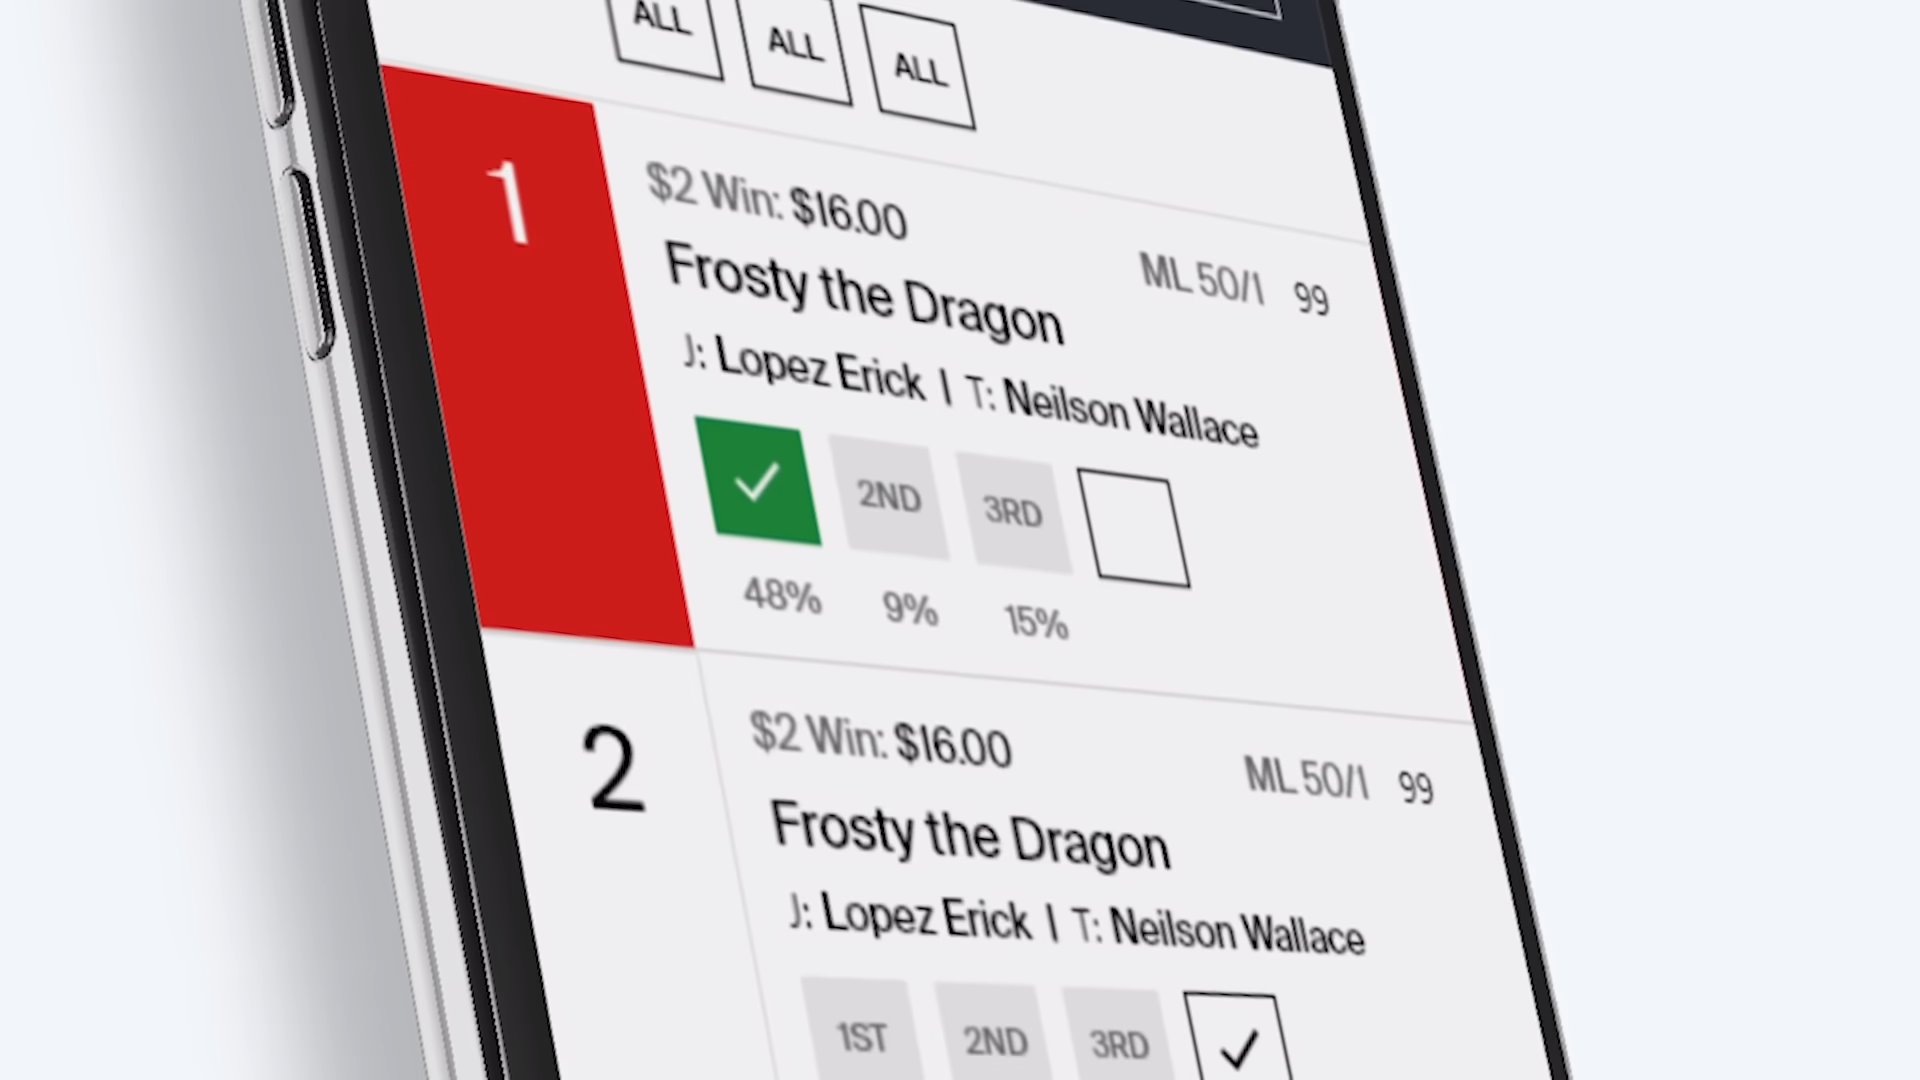 ALL ALL ALL
1
$2 Win: $16.00
ML 50/1 99
Frosty the Dragon
J: Lopez Erick | T: Neilson Wallace
2ND 3RD
48% 9% 15%
2
$2 Win: $16.00
ML 50/1 99
Frosty the Dragon
J: Lopez Erick | T: Neilson Wallace
1ST 2ND 3RD